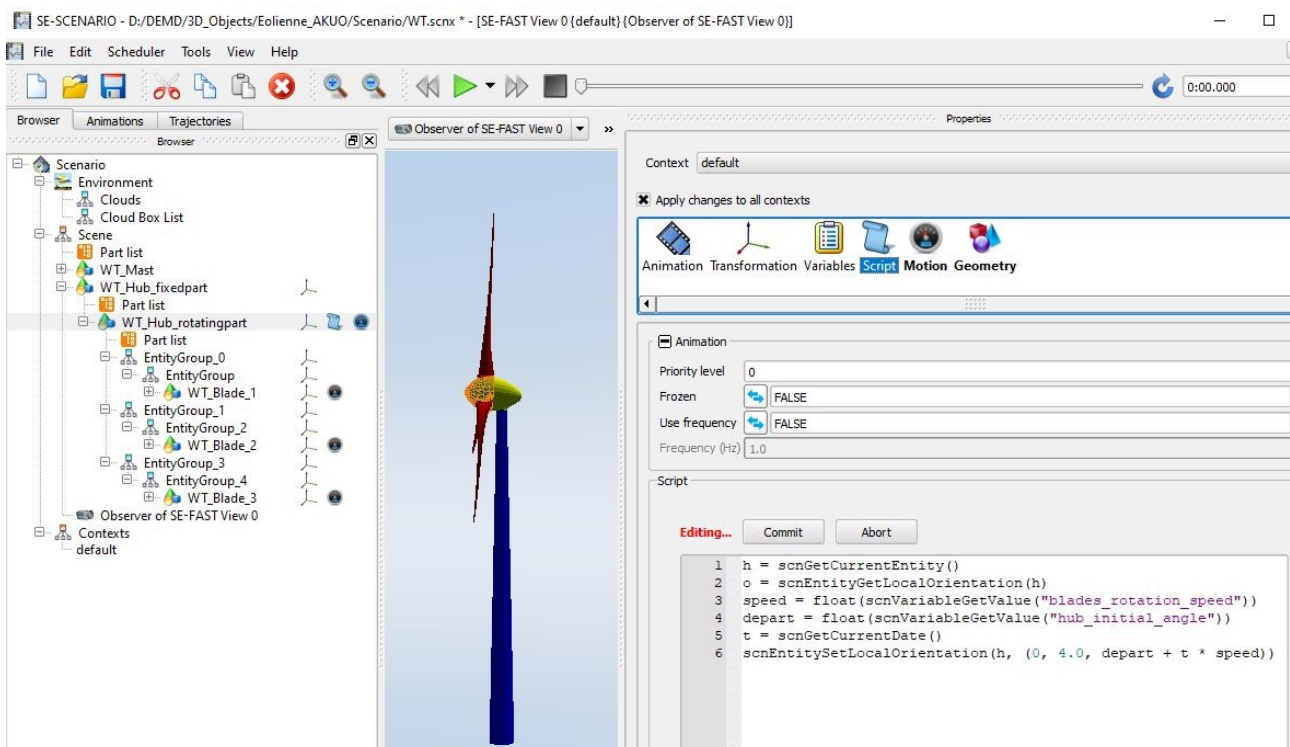 SE-SCENARIO - D:/DEMD/3D_Objects/Eolienne_AKUO/Scenario/WT.scnx * - [SE-FAST View 0 {default} {Observer of SE-FAST View 0}]
File Edit Scheduler Tools View Help
0:00.000
Browser Animations Trajectories
Browser
Scenario
Environment
Clouds
Cloud Box List
Scene
Part list
WT_Mast
WT_Hub_fixedpart
Part list
WT_Hub_rotatingpart
Part list
EntityGroup_0
EntityGroup
WT_Blade_1
EntityGroup_1
EntityGroup_2
WT_Blade_2
EntityGroup_3
EntityGroup_4
WT_Blade_3
Observer of SE-FAST View 0
Contexts
default
Observer of SE-FAST View 0 »
Properties
Context default
Apply changes to all contexts
Animation Transformation Variables Script Motion Geometry
Animation
Priority level 0
Frozen FALSE
Use frequency FALSE
Frequency (Hz) 1.0
Script
Editing... Commit Abort
1 h = scnGetCurrentEntity()
2 o = scnEntityGetLocalOrientation(h)
3 speed = float(scnVariableGetValue("blades_rotation_speed"))
4 depart = float(scnVariableGetValue("hub_initial_angle"))
5 t = scnGetCurrentDate()
6 scnEntitySetLocalOrientation(h, (0, 4.0, depart + t * speed))